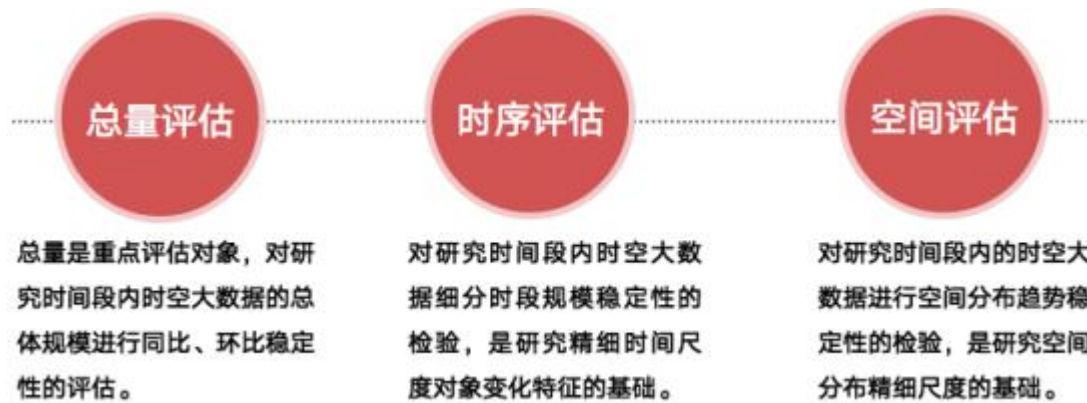 总量评估
时序评估
空间评估
总量是重点评估对象，对研
究时间段内时空大数据的总
体规模进行同比、环比稳定
性的评估。
对研究时间段内时空大数
据细分时段规模稳定性的
检验，是研究精细时间尺
度对象变化特征的基础。
对研究时间段内的时空大
数据进行空间分布趋势稳
定性的检验，是研究空间
分布精细尺度的基础。